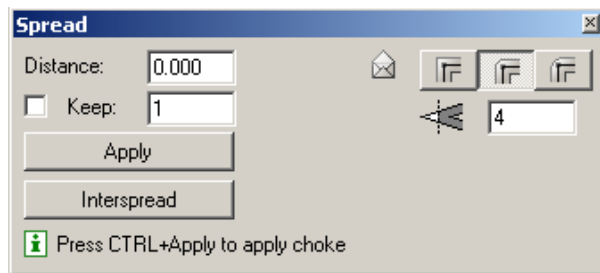 Spread
Distance: 0.000
Keep: 1
4
Apply
Interspread
Press CTRL+Apply to apply choke